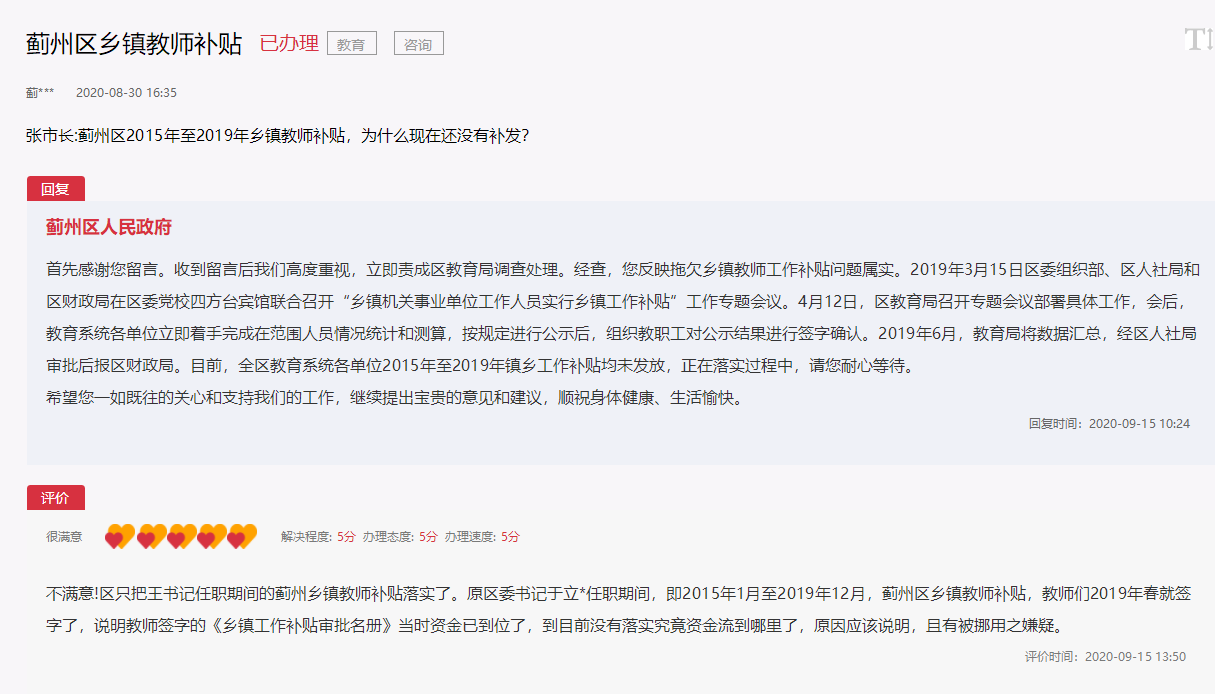 蓟州区乡镇教师补贴 已办理 教育 咨询
T
蓟*** 2020-08-30 16:35
张市长:蓟州区2015年至2019年乡镇教师补贴，为什么现在还没有补发?
回复
蓟州区人民政府
首先感谢您留言。收到留言后我们高度重视，立即责成区教育局调查处理。经查，您反映拖欠乡镇教师工作补贴问题属实。2019年3月15日区委组织部、区人社局和
区财政局在区委党校四方台宾馆联合召开“乡镇机关事业单位工作人员实行乡镇工作补贴”工作专题会议。4月12日，区教育局召开专题会议部署具体工作，会后，
教育系统各单位立即着手完成在范围人员情况统计和测算，按规定进行公示后，组织教职工对公示结果进行签字确认。2019年6月，教育局将数据汇总，经区人社局
审批后报区财政局。目前，全区教育系统各单位2015年至2019年镇乡工作补贴均未发放，正在落实过程中，请您耐心等待。
希望您一如既往的关心和支持我们的工作，继续提出宝贵的意见和建议，顺祝身体健康、生活愉快。
回复时间：2020-09-15 10:24
评价
很满意 解决程度: 5分 办理态度: 5分 办理速度: 5分
不满意!区只把王书记任职期间的蓟州乡镇教师补贴落实了。原区委书记于立*任职期间，即2015年1月至2019年12月，蓟州区乡镇教师补贴，教师们2019年春就签
字了，说明教师签字的《乡镇工作补贴审批名册》当时资金已到位了，到目前没有落实究竟资金流到哪里了，原因应该说明，且有被挪用之嫌疑。
评价时间：2020-09-15 13:50